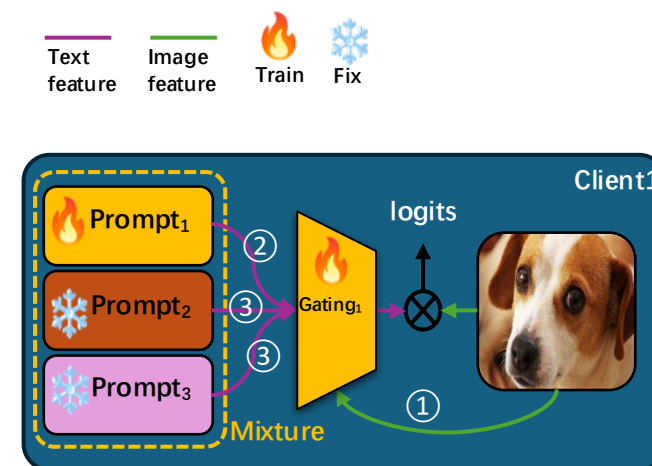 Text
feature
Image
feature
Train
Fix
Client1
logits
Prompt₁
②
Prompt₂
③
Gating₁
③
Prompt₃
①
Mixture